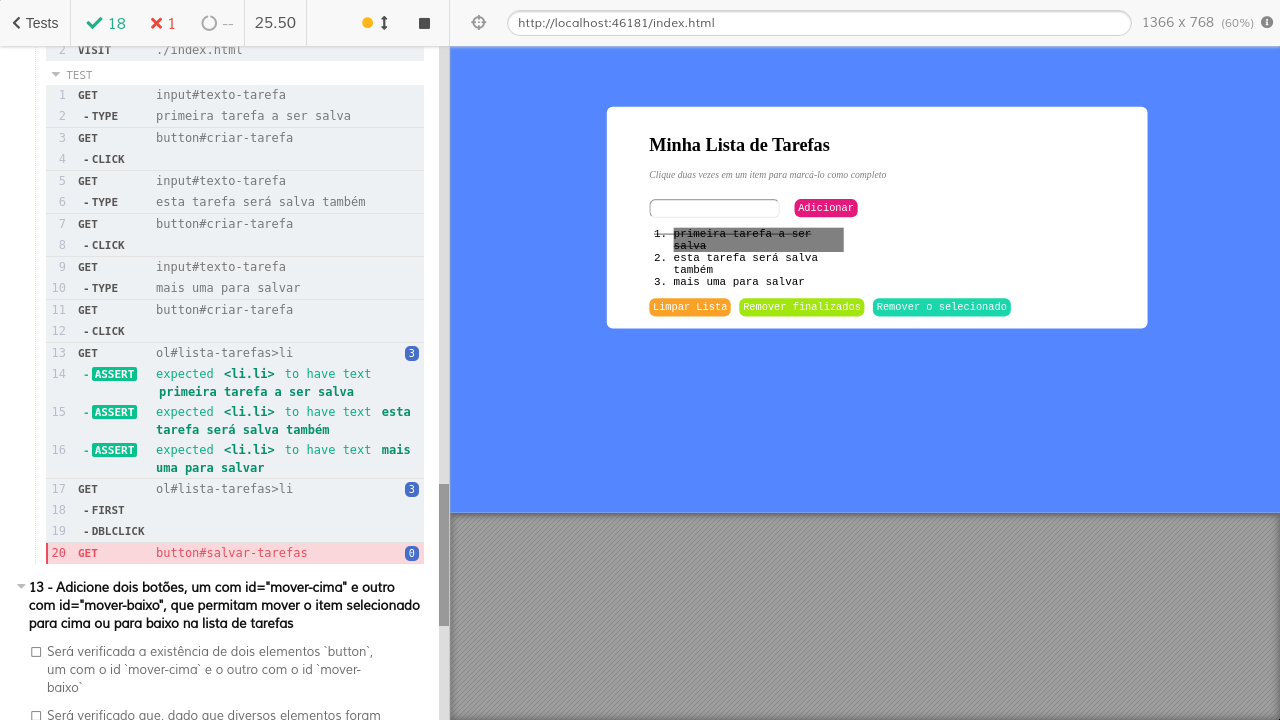 Tests 18 1 -- 25.50
2 VISIT ./index.html
TEST
1 GET input#texto-tarefa
2 -TYPE primeira tarefa a ser salva
3 GET button#criar-tarefa
4 -CLICK
5 GET input#texto-tarefa
6 -TYPE esta tarefa será salva também
7 GET button#criar-tarefa
8 -CLICK
9 GET input#texto-tarefa
10 -TYPE mais uma para salvar
11 GET button#criar-tarefa
12 -CLICK
13 GET ol#lista-tarefas>li 3
14 -ASSERT expected <li.li> to have text
primeira tarefa a ser salva
15 -ASSERT expected <li.li> to have text esta
tarefa será salva também
16 -ASSERT expected <li.li> to have text mais
uma para salvar
17 GET ol#lista-tarefas>li 3
18 -FIRST
19 -DBLCLICK
20 GET button#salvar-tarefas 0
13 - Adicione dois botões, um com id="mover-cima" e outro
com id="mover-baixo", que permitam mover o item selecionado
para cima ou para baixo na lista de tarefas
Será verificada a existência de dois elementos `button`,
um com o id `mover-cima` e o outro com o id `mover-
baixo`
Será verificado que, dado que diversos elementos foram
http://localhost:46181/index.html 1366 x 768 (60%)
Minha Lista de Tarefas
Clique duas vezes em um item para marcá-lo como completo
Adicionar
1. primeira tarefa a ser
salva
2. esta tarefa será salva
também
3. mais uma para salvar
Limpar Lista Remover finalizados Remover o selecionado